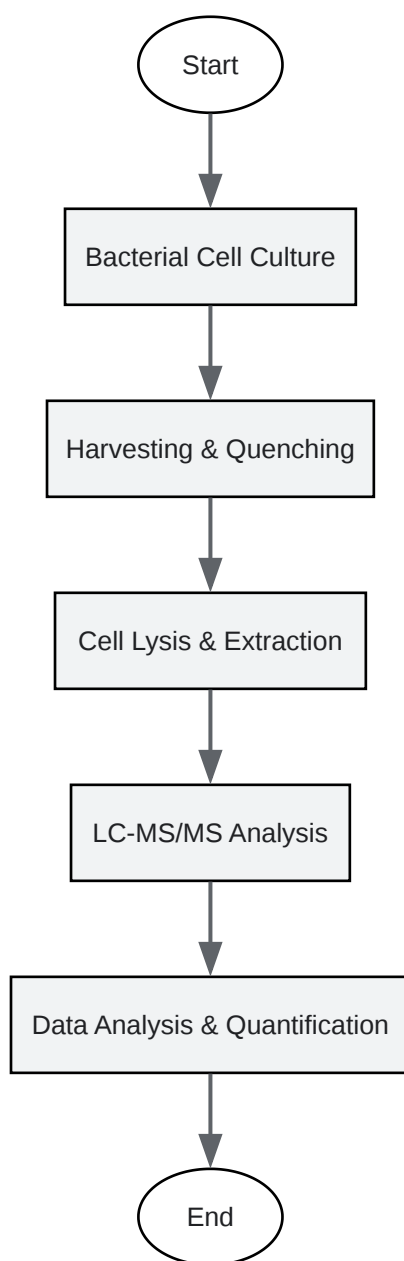 Start
Bacterial Cell Culture
Harvesting & Quenching
Cell Lysis & Extraction
LC-MS/MS Analysis
Data Analysis & Quantification
End